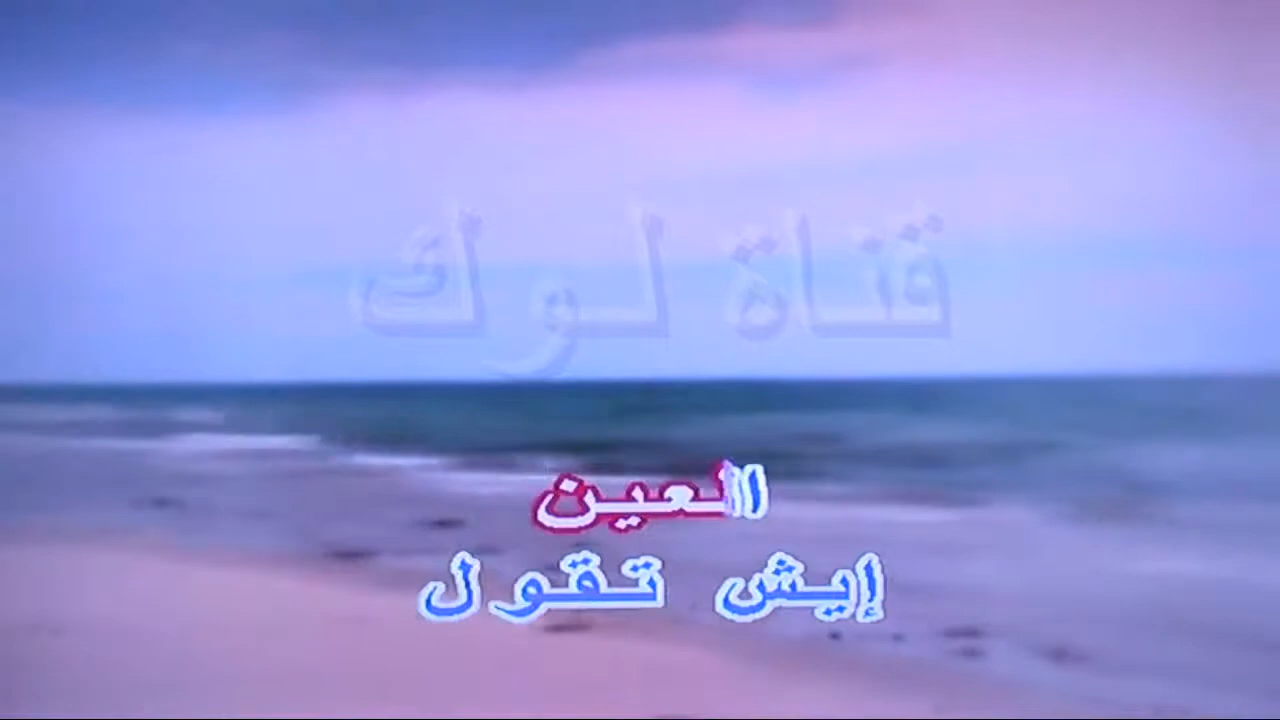 قناة لوك
العين
إيش تقول